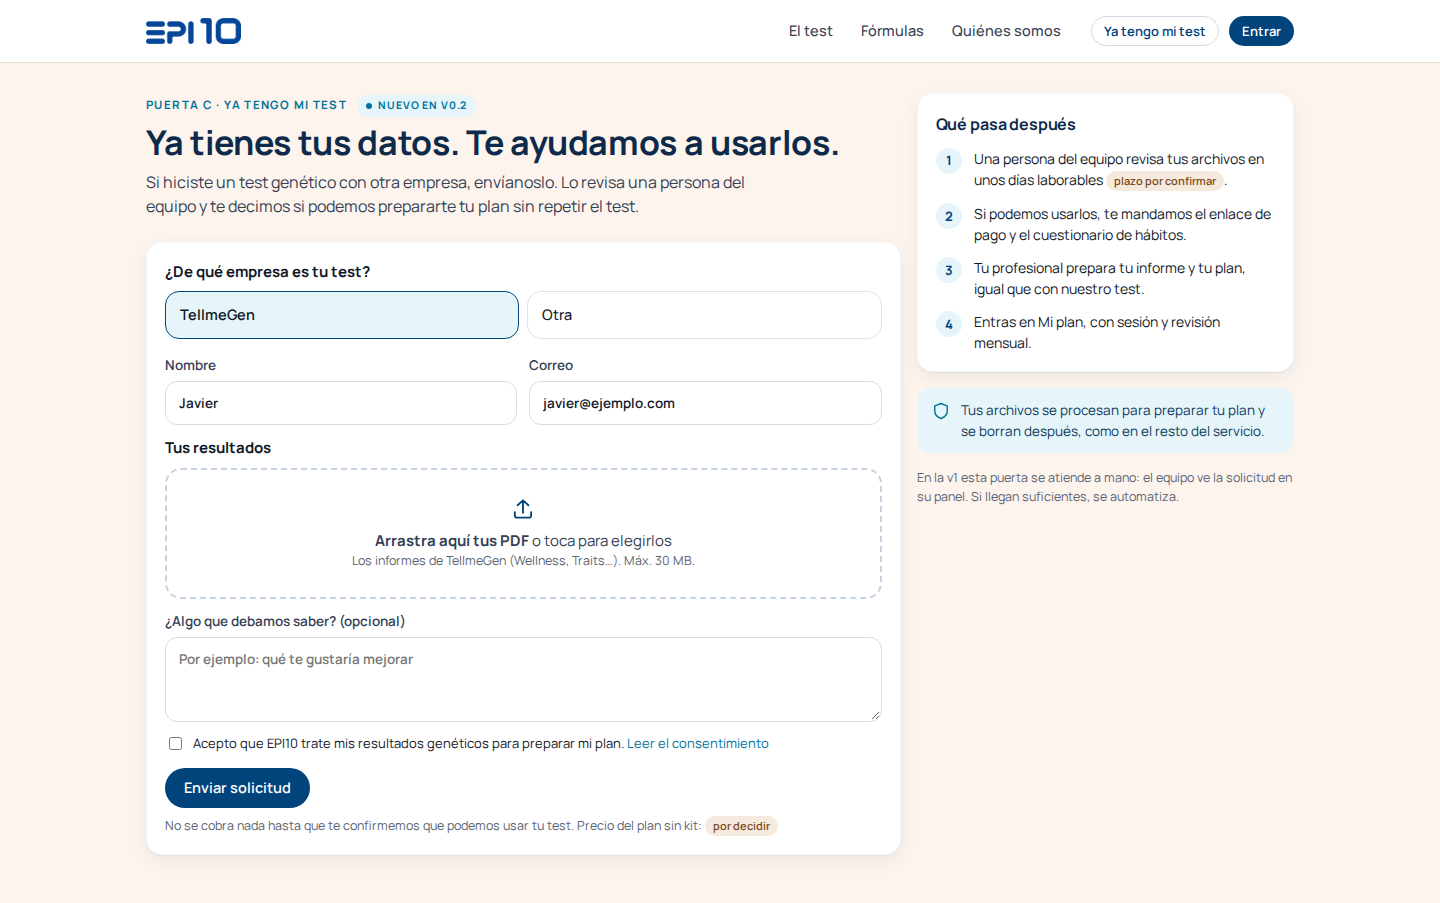 EPI10
El test
Fórmulas
Quiénes somos
Ya tengo mi test
Entrar
PUERTA C · YA TENGO MI TEST
NUEVO EN V0.2
Ya tienes tus datos. Te ayudamos a usarlos.
Si hiciste un test genético con otra empresa, envíanoslo. Lo revisa una persona del
equipo y te decimos si podemos prepararte tu plan sin repetir el test.
¿De qué empresa es tu test?
TellmeGen
Otra
Nombre
Correo
Javier
javier@ejemplo.com
Tus resultados
Arrastra aquí tus PDF o toca para elegirlos
Los informes de TellmeGen (Wellness, Traits...). Máx. 30 MB.
¿Algo que debamos saber? (opcional)
Por ejemplo: qué te gustaría mejorar
Acepto que EPI10 trate mis resultados genéticos para preparar mi plan. Leer el consentimiento
Enviar solicitud
No se cobra nada hasta que te confirmemos que podemos usar tu test. Precio del plan sin kit: por decidir
Qué pasa después
1 Una persona del equipo revisa tus archivos en
unos días laborables plazo por confirmar.
2 Si podemos usarlos, te mandamos el enlace de
pago y el cuestionario de hábitos.
3 Tu profesional prepara tu informe y tu plan,
igual que con nuestro test.
4 Entras en Mi plan, con sesión y revisión
mensual.
Tus archivos se procesan para preparar tu plan y
se borran después, como en el resto del servicio.
En la v1 esta puerta se atiende a mano: el equipo ve la solicitud en
su panel. Si llegan suficientes, se automatiza.